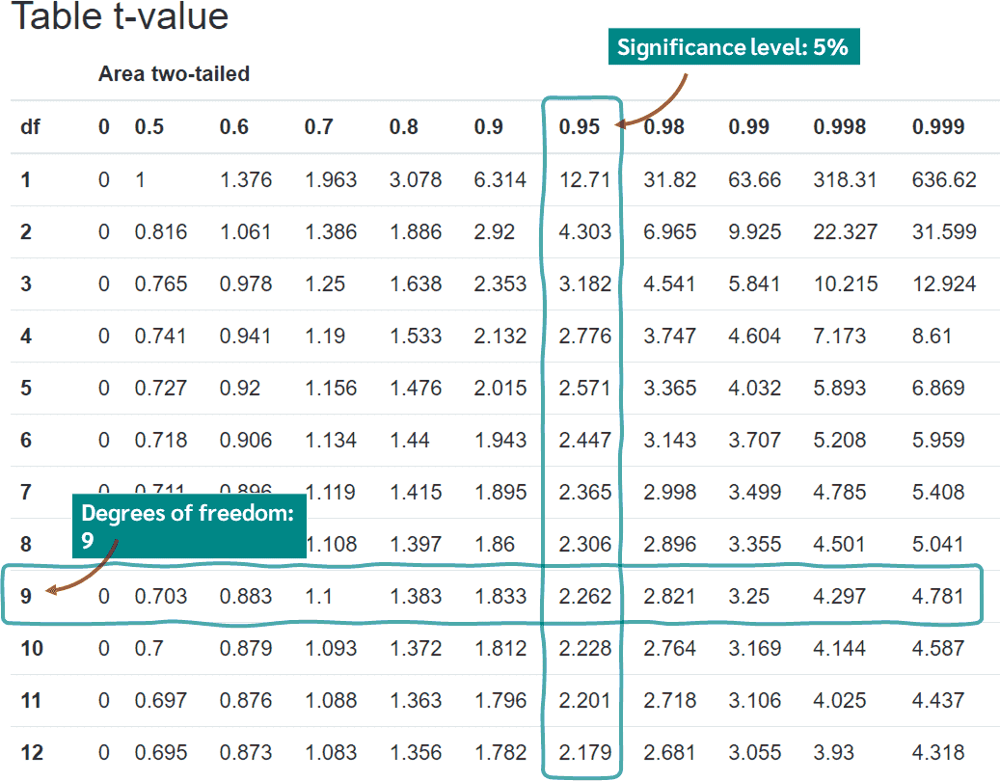 Table t-value
Significance level: 5%
Area two-tailed
df 0 0.5 0.6 0.7 0.8 0.9 0.95 0.98 0.99 0.998 0.999
1 0 1 1.376 1.963 3.078 6.314 12.71 31.82 63.66 318.31 636.62
2 0 0.816 1.061 1.386 1.886 2.92 4.303 6.965 9.925 22.327 31.599
3 0 0.765 0.978 1.25 1.638 2.353 3.182 4.541 5.841 10.215 12.924
4 0 0.741 0.941 1.19 1.533 2.132 2.776 3.747 4.604 7.173 8.61
5 0 0.727 0.92 1.156 1.476 2.015 2.571 3.365 4.032 5.893 6.869
6 0 0.718 0.906 1.134 1.44 1.943 2.447 3.143 3.707 5.208 5.959
7 0 0.711 0.896 1.119 1.415 1.895 2.365 2.998 3.499 4.785 5.408
Degrees of freedom:
9
8 1.108 1.397 1.86 2.306 2.896 3.355 4.501 5.041
9 0 0.703 0.883 1.1 1.383 1.833 2.262 2.821 3.25 4.297 4.781
10 0 0.7 0.879 1.093 1.372 1.812 2.228 2.764 3.169 4.144 4.587
11 0 0.697 0.876 1.088 1.363 1.796 2.201 2.718 3.106 4.025 4.437
12 0 0.695 0.873 1.083 1.356 1.782 2.179 2.681 3.055 3.93 4.318